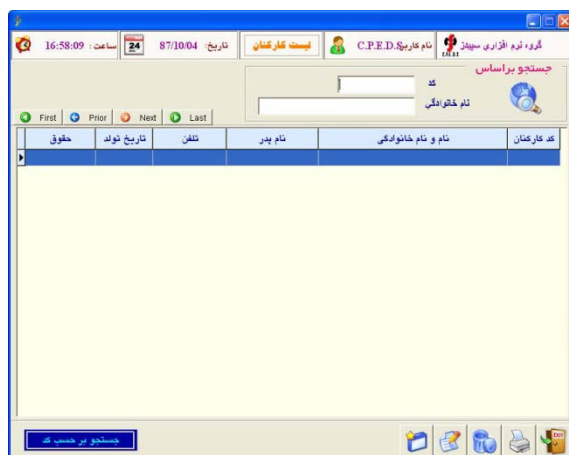 گروه نرم افزاری سپیدز
نام کاربر: C.P.E.D.S
لیست کارکنان
تاریخ: 87/10/04
24
ساعت: 16:58:09
جستجو براساس
کد
نام خانوادگی
First Prior Next Last
کد کارکنان نام و نام خانوادگی نام پدر تلفن تاریخ تولد حقوق
جستجو بر حسب کد
EXIT